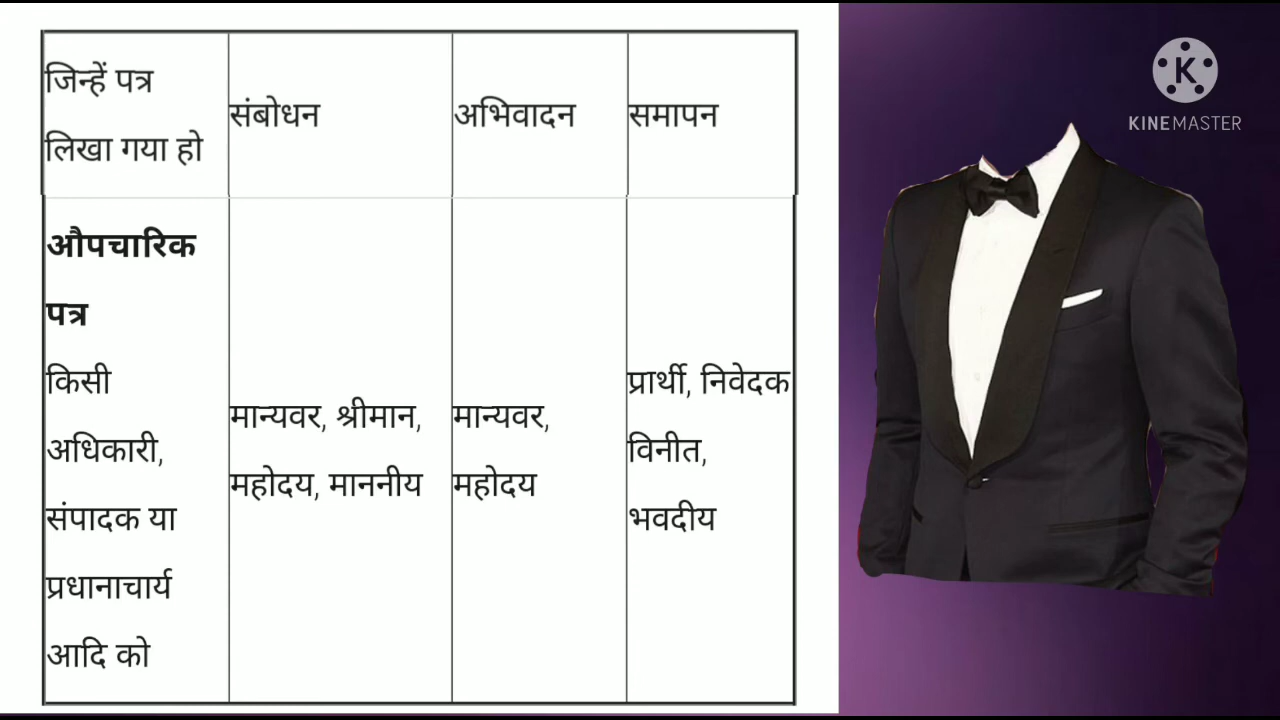 जिन्हें पत्र
लिखा गया हो
संबोधन
अभिवादन
समापन
औपचारिक
पत्र
किसी
अधिकारी,
संपादक या
प्रधानाचार्य
आदि को
मान्यवर, श्रीमान,
महोदय, माननीय
मान्यवर,
महोदय
प्रार्थी, निवेदक
विनीत,
भवदीय
K
KINEMASTER